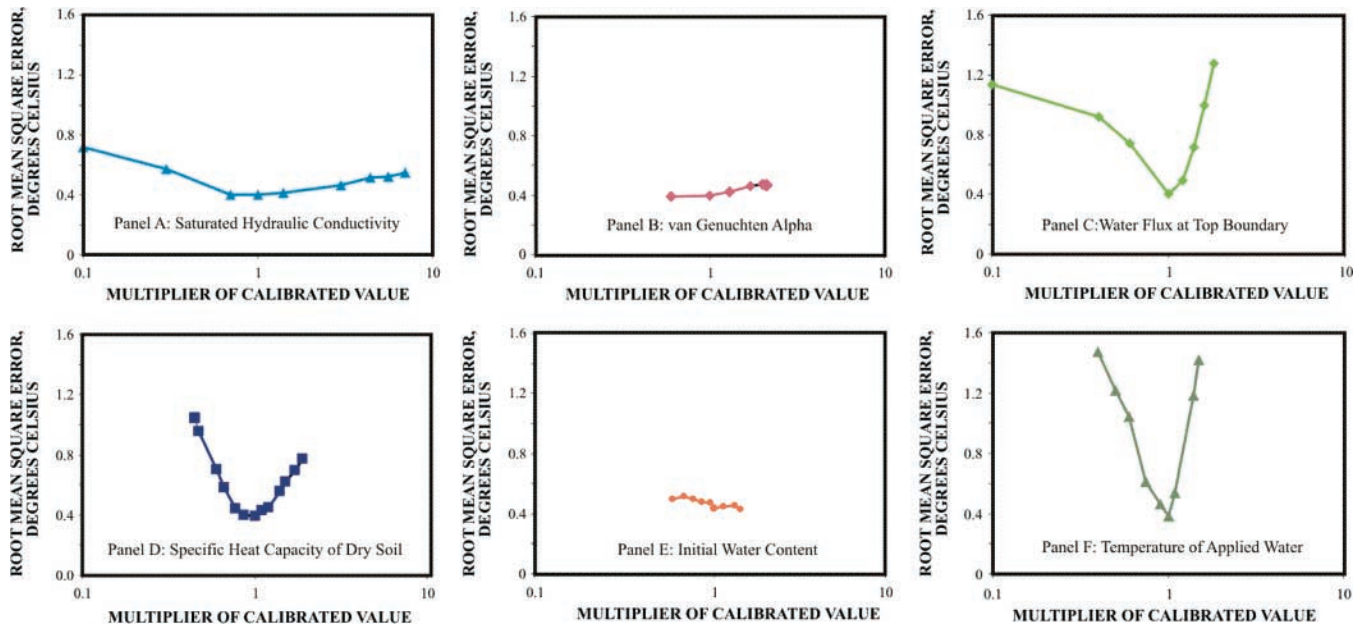 ROOT MEAN SQUARE ERROR,
DEGREES CELSIUS
1.6
1.2
0.8
0.4
0
Panel A: Saturated Hydraulic Conductivity
0.1
1
10
MULTIPLIER OF CALIBRATED VALUE
ROOT MEAN SQUARE ERROR,
DEGREES CELSIUS
1.6
1.2
0.8
0.4
0
Panel B: van Genuchten Alpha
0.1
1
10
MULTIPLIER OF CALIBRATED VALUE
ROOT MEAN SQUARE ERROR,
DEGREES CELSIUS
1.6
1.2
0.8
0.4
0
Panel C:Water Flux at Top Boundary
0.1
1
10
MULTIPLIER OF CALIBRATED VALUE
ROOT MEAN SQUARE ERROR,
DEGREES CELSIUS
1.6
1.2
0.8
0.4
0.0
Panel D: Specific Heat Capacity of Dry Soil
0.1
1
10
MULTIPLIER OF CALIBRATED VALUE
ROOT MEAN SQUARE ERROR,
DEGREES CELSIUS
1.6
1.2
0.8
0.4
0
Panel E: Initial Water Content
0.1
1
10
MULTIPLIER OF CALIBRATED VALUE
ROOT MEAN SQUARE ERROR,
DEGREES CELSIUS
1.6
1.2
0.8
0.4
0
Panel F: Temperature of Applied Water
0.1
1
10
MULTIPLIER OF CALIBRATED VALUE